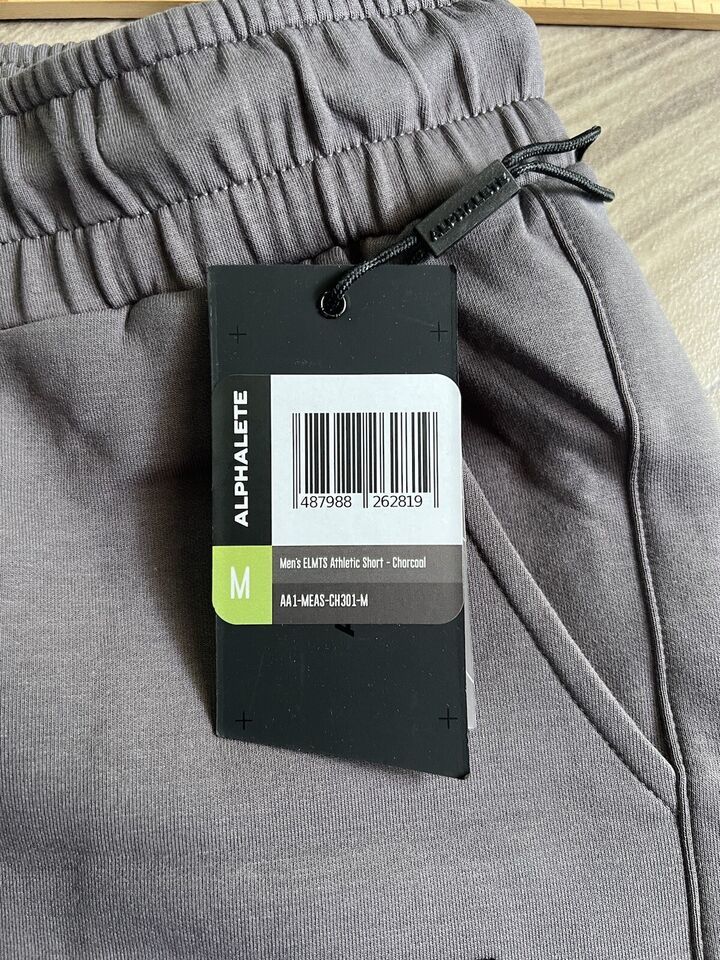 ALPHALETE
ALPHALETE
487988 262819
M
Men's ELMTS Athletic Short - Charcoal
AA1-MEAS-CH301-M